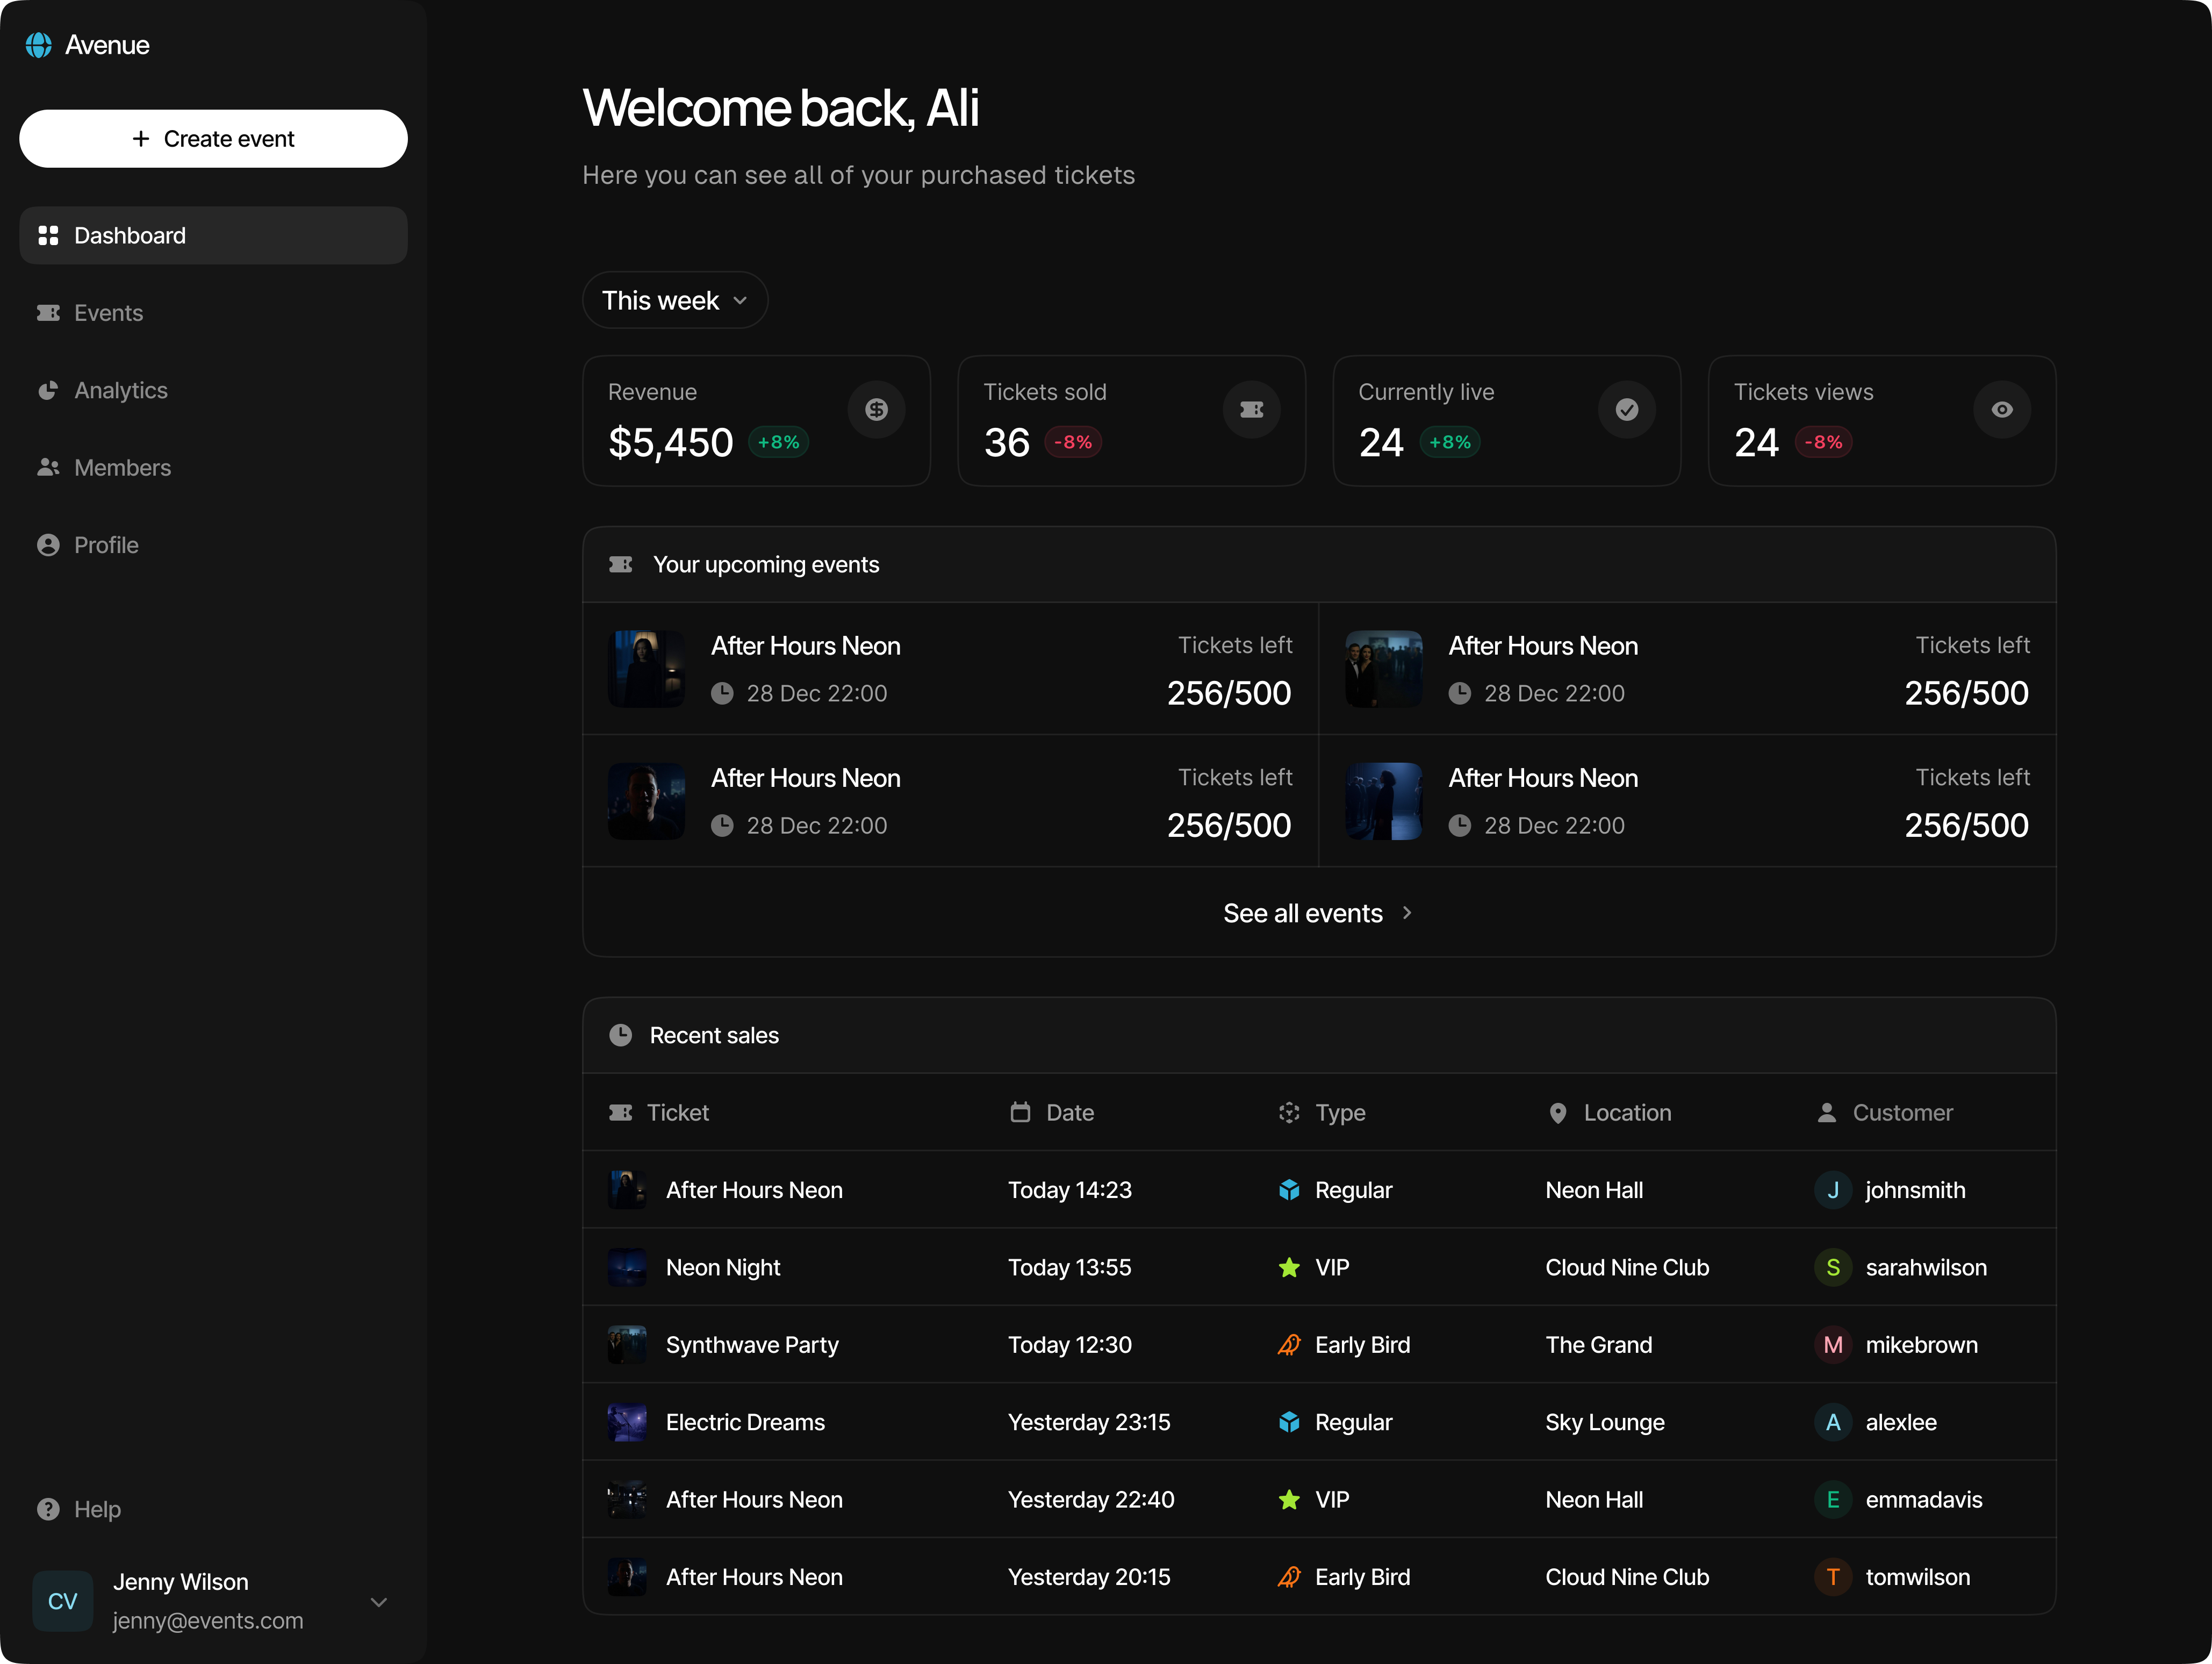 Avenue
Create event
Dashboard
Events
Analytics
Members
Profile
Help
CV
Jenny Wilson
jenny@events.com
Welcome back, Ali
Here you can see all of your purchased tickets
This week
Revenue
$5,450 +8%
Tickets sold
36 -8%
Currently live
24 +8%
Tickets views
24 -8%
Your upcoming events
After Hours Neon
28 Dec 22:00
Tickets left
256/500
After Hours Neon
28 Dec 22:00
Tickets left
256/500
After Hours Neon
28 Dec 22:00
Tickets left
256/500
After Hours Neon
28 Dec 22:00
Tickets left
256/500
See all events
Recent sales
Ticket Date Type Location Customer
After Hours Neon Today 14:23 Regular Neon Hall J johnsmith
Neon Night Today 13:55 VIP Cloud Nine Club S sarahwilson
Synthwave Party Today 12:30 Early Bird The Grand M mikebrown
Electric Dreams Yesterday 23:15 Regular Sky Lounge A alexlee
After Hours Neon Yesterday 22:40 VIP Neon Hall E emmadavis
After Hours Neon Yesterday 20:15 Early Bird Cloud Nine Club T tomwilson